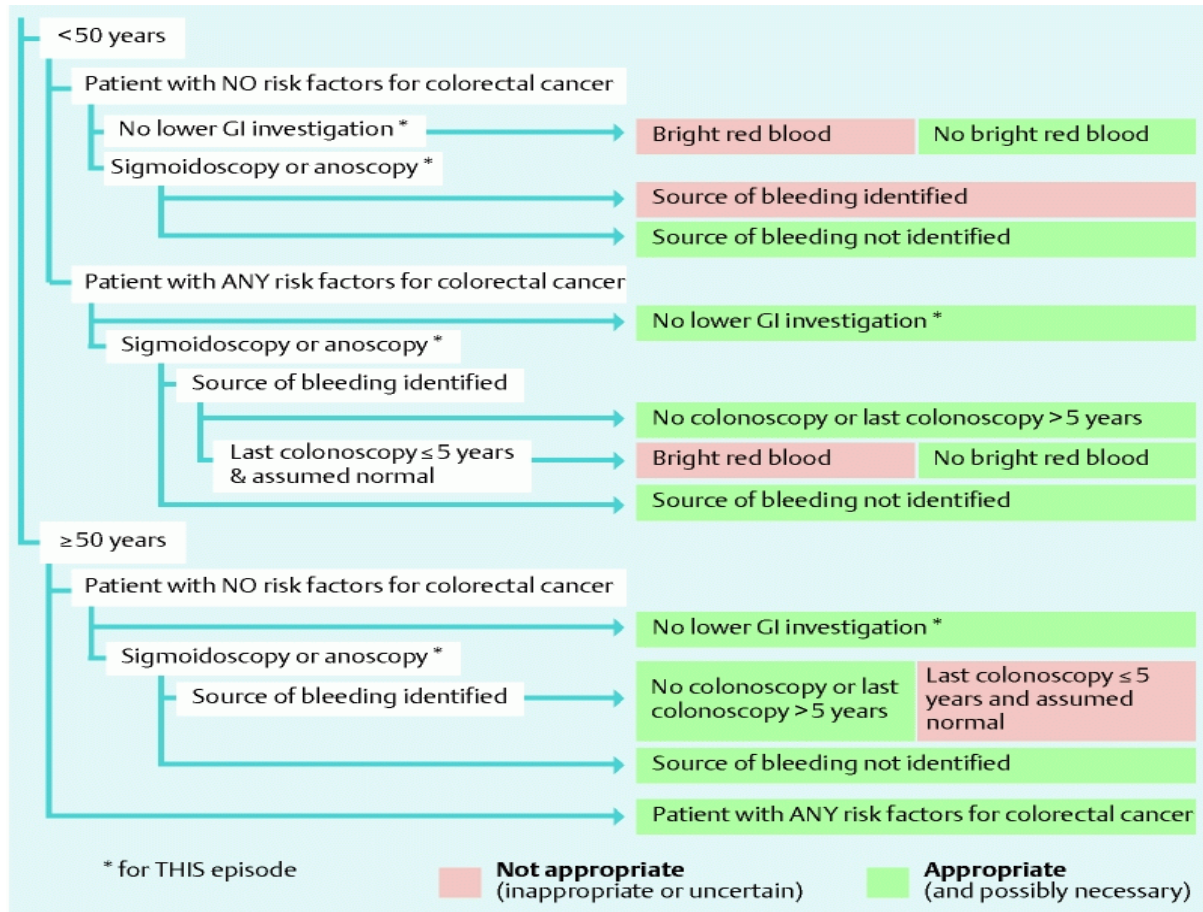 <50 years
Patient with NO risk factors for colorectal cancer
No lower GI investigation *
Bright red blood
No bright red blood
Sigmoidoscopy or anoscopy *
Source of bleeding identified
Source of bleeding not identified
Patient with ANY risk factors for colorectal cancer
No lower GI investigation *
Sigmoidoscopy or anoscopy *
Source of bleeding identified
No colonoscopy or last colonoscopy >5 years
Last colonoscopy ≤ 5 years
& assumed normal
Bright red blood
No bright red blood
Source of bleeding not identified
≥50 years
Patient with NO risk factors for colorectal cancer
No lower GI investigation *
Sigmoidoscopy or anoscopy *
Source of bleeding identified
No colonoscopy or last
colonoscopy >5 years
Last colonoscopy ≤ 5
years and assumed
normal
Source of bleeding not identified
Patient with ANY risk factors for colorectal cancer
* for THIS episode
Not appropriate
(inappropriate or uncertain)
Appropriate
(and possibly necessary)